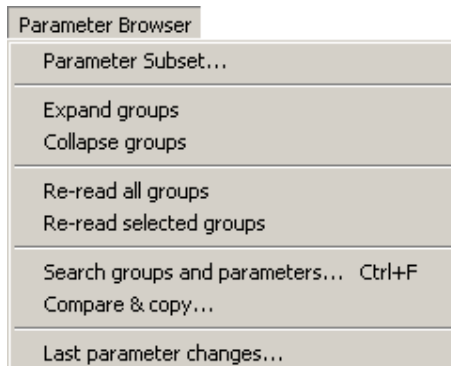 Parameter Browser
Parameter Subset...
Expand groups
Collapse groups
Re-read all groups
Re-read selected groups
Search groups and parameters... Ctrl+F
Compare & copy...
Last parameter changes...